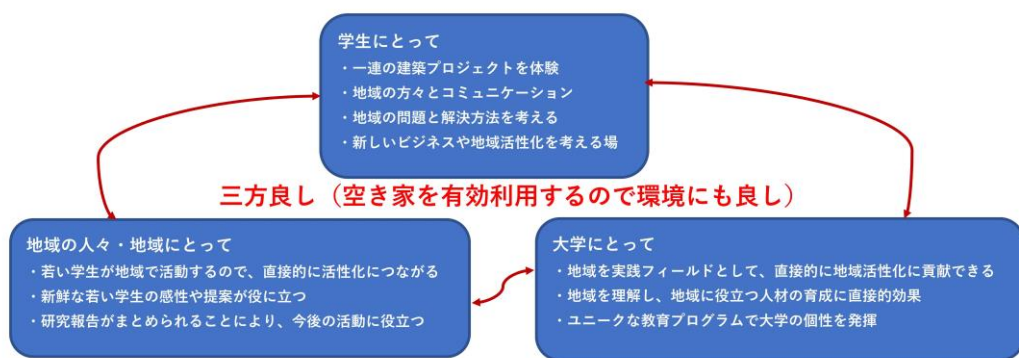 学生にとって
・一連の建築プロジェクトを体験
・地域の方々とコミュニケーション
・地域の問題と解決方法を考える
・新しいビジネスや地域活性化を考える場
三方良し（空き家を有効利用するので環境にも良し）
地域の人々・地域にとって
・若い学生が地域で活動するので、直接的に活性化につながる
・新鮮な若い学生の感性や提案が役に立つ
・研究報告がまとめられることにより、今後の活動に役立つ
大学にとって
・地域を実践フィールドとして、直接的に地域活性化に貢献できる
・地域を理解し、地域に役立つ人材の育成に直接的効果
・ユニークな教育プログラムで大学の個性を発揮